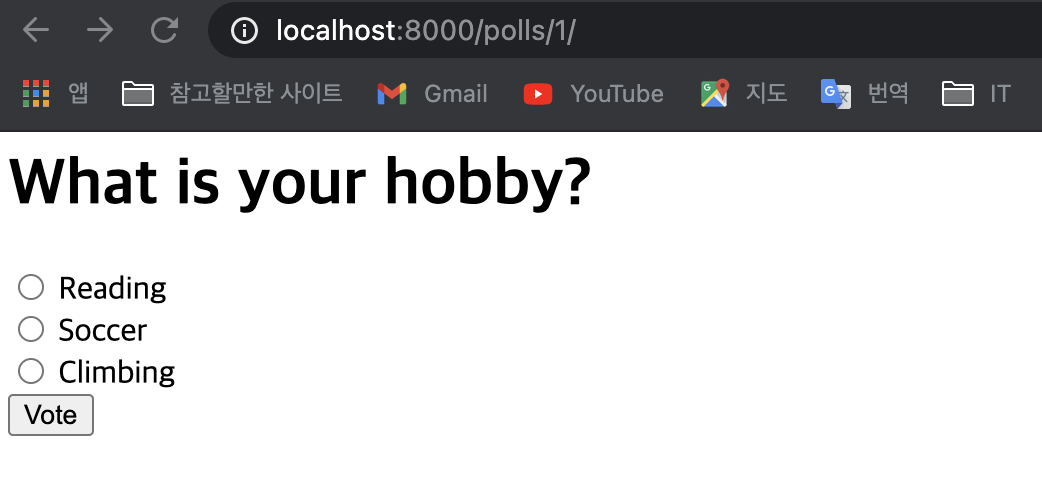 localhost:8000/polls/1/
앱 참고할만한 사이트 Gmail YouTube 지도 번역 IT
What is your hobby?
Reading
Soccer
Climbing
Vote